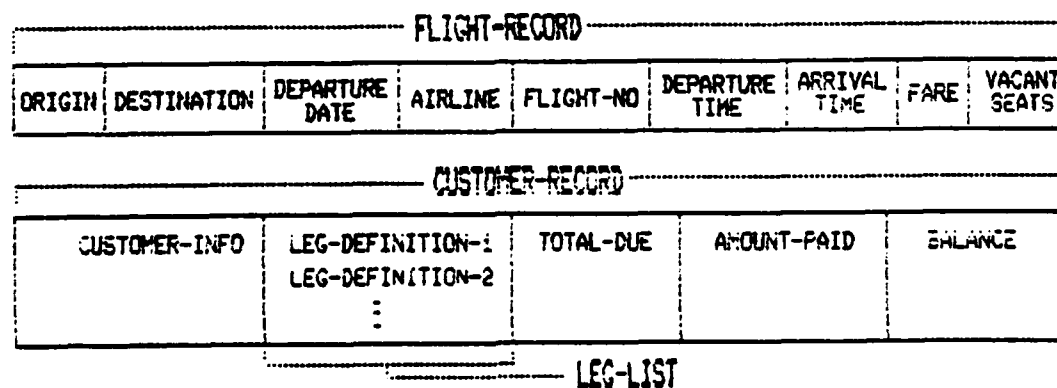 FLIGHT-RECORD
ORIGIN DESTINATION DEPARTURE DATE AIRLINE FLIGHT-NO DEPARTURE TIME ARRIVAL TIME FARE VACANT SEATS
CUSTOMER-RECORD
CUSTOMER-INFO LEG-DEFINITION-1 TOTAL-DUE AMOUNT-PAID BALANCE
LEG-DEFINITION-2
LEG-LIST